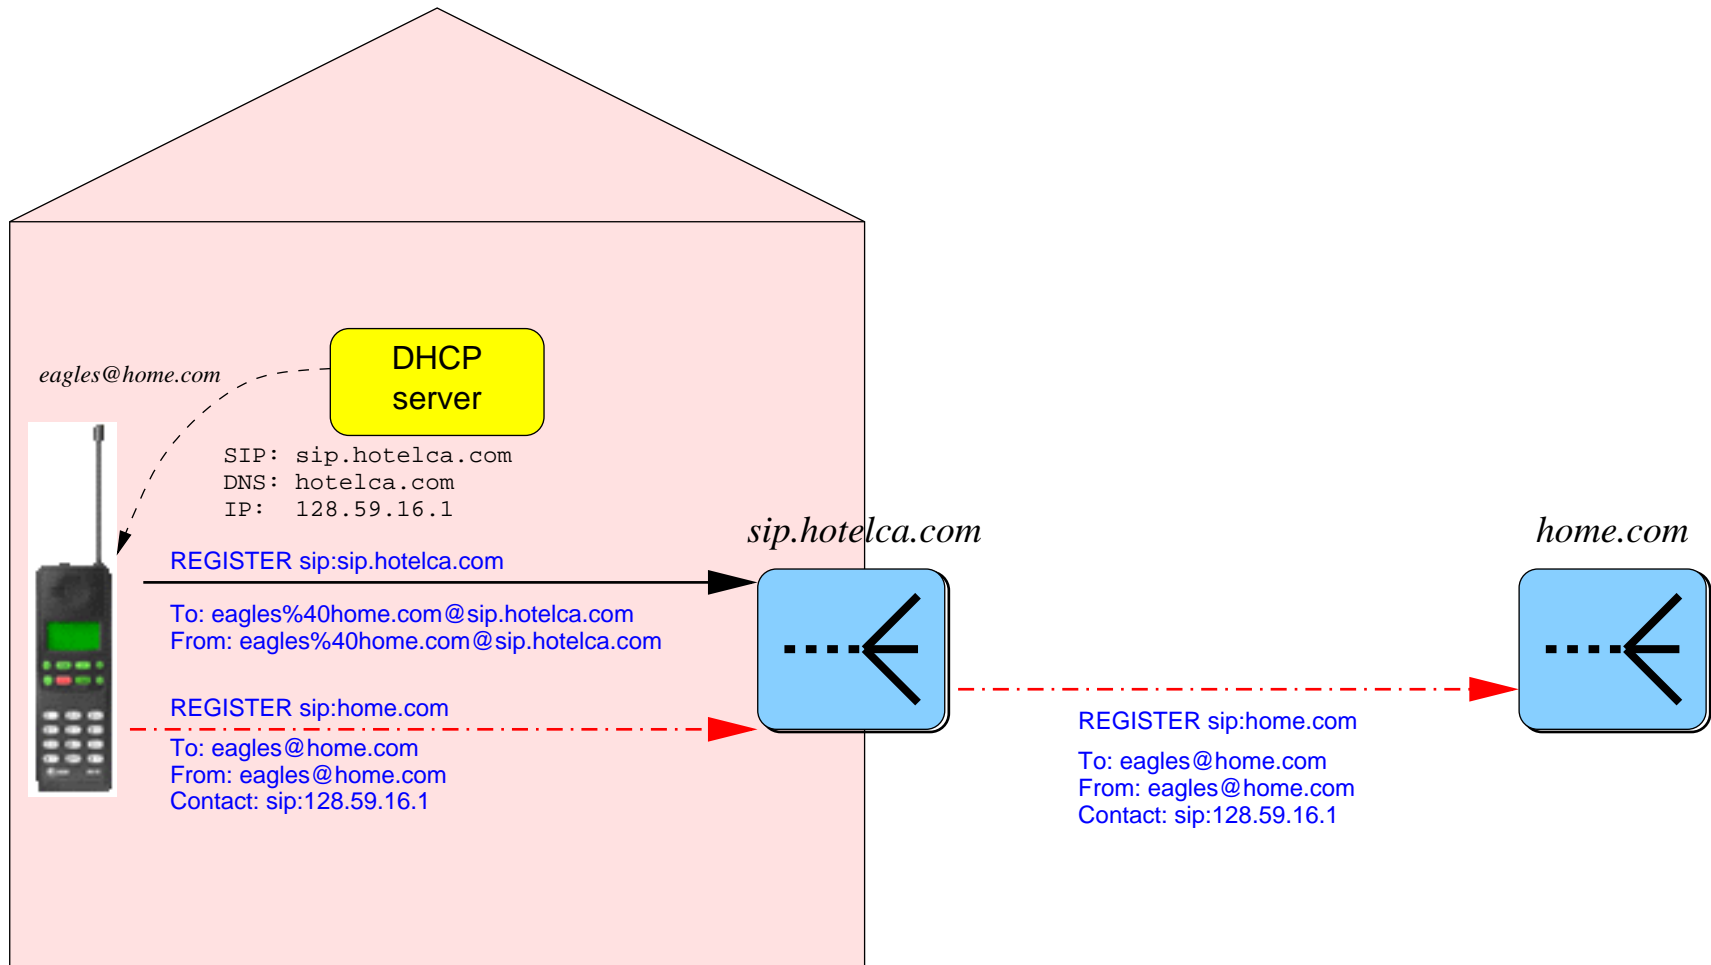 DHCP
server
eagles@home.com
SIP: sip.hotelca.com
DNS: hotelca.com
IP: 128.59.16.1
sip.hotelca.com
home.com
REGISTER sip:sip.hotelca.com
To: eagles%40home.com@sip.hotelca.com
From: eagles%40home.com@sip.hotelca.com
REGISTER sip:home.com
To: eagles@home.com
From: eagles@home.com
Contact: sip:128.59.16.1
REGISTER sip:home.com
To: eagles@home.com
From: eagles@home.com
Contact: sip:128.59.16.1